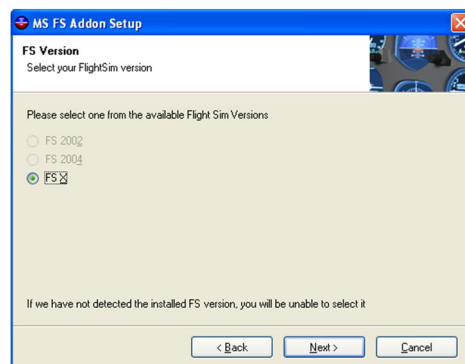 MS FS Addon Setup
FS Version
Select your FlightSim version
Please select one from the available Flight Sim Versions
FS 2002
FS 2004
FS X
If we have not detected the installed FS version, you will be unable to select it
< Back Next > Cancel